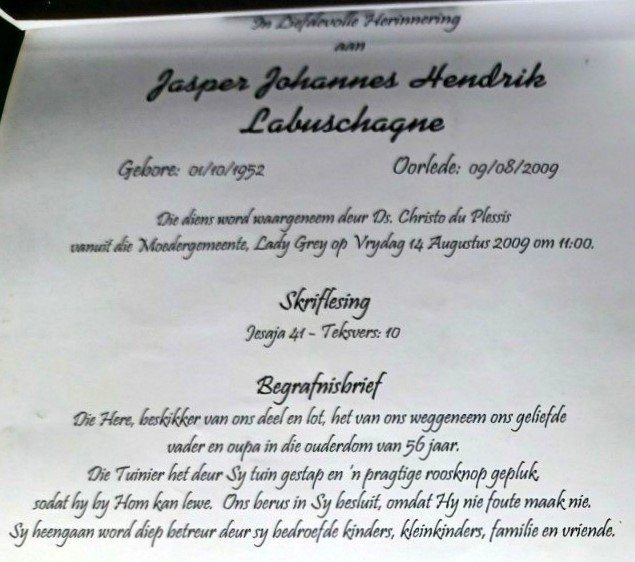 In Liefdevolle Herinnering
aan
Jasper Johannes Hendrik
Labuschagne
Gebore: 01/10/1952 Oorlede: 09/08/2009
Die diens word waargeneem deur Ds. Christo du Plessis
vanuit die Moedergemeente, Lady Grey op Vrydag 14 Augustus 2009 om 11:00.
Skriflesing
Jesaja 41 - Teksvers: 10
Begrafnisbrief
Die Here, beskikker van ons deel en lot, het van ons weggeneem ons geliefde
vader en oupa in die ouderdom van 56 jaar.
Die Tuinier het deur Sy tuin gestap en 'n pragtige roosknop gepluk,
sodat hy by Hom kan lewe. Ons berus in Sy besluit, omdat Hy nie foute maak nie.
Sy heengaan word diep betreur deur sy bedroefde kinders, kleinkinders, familie en vriende.